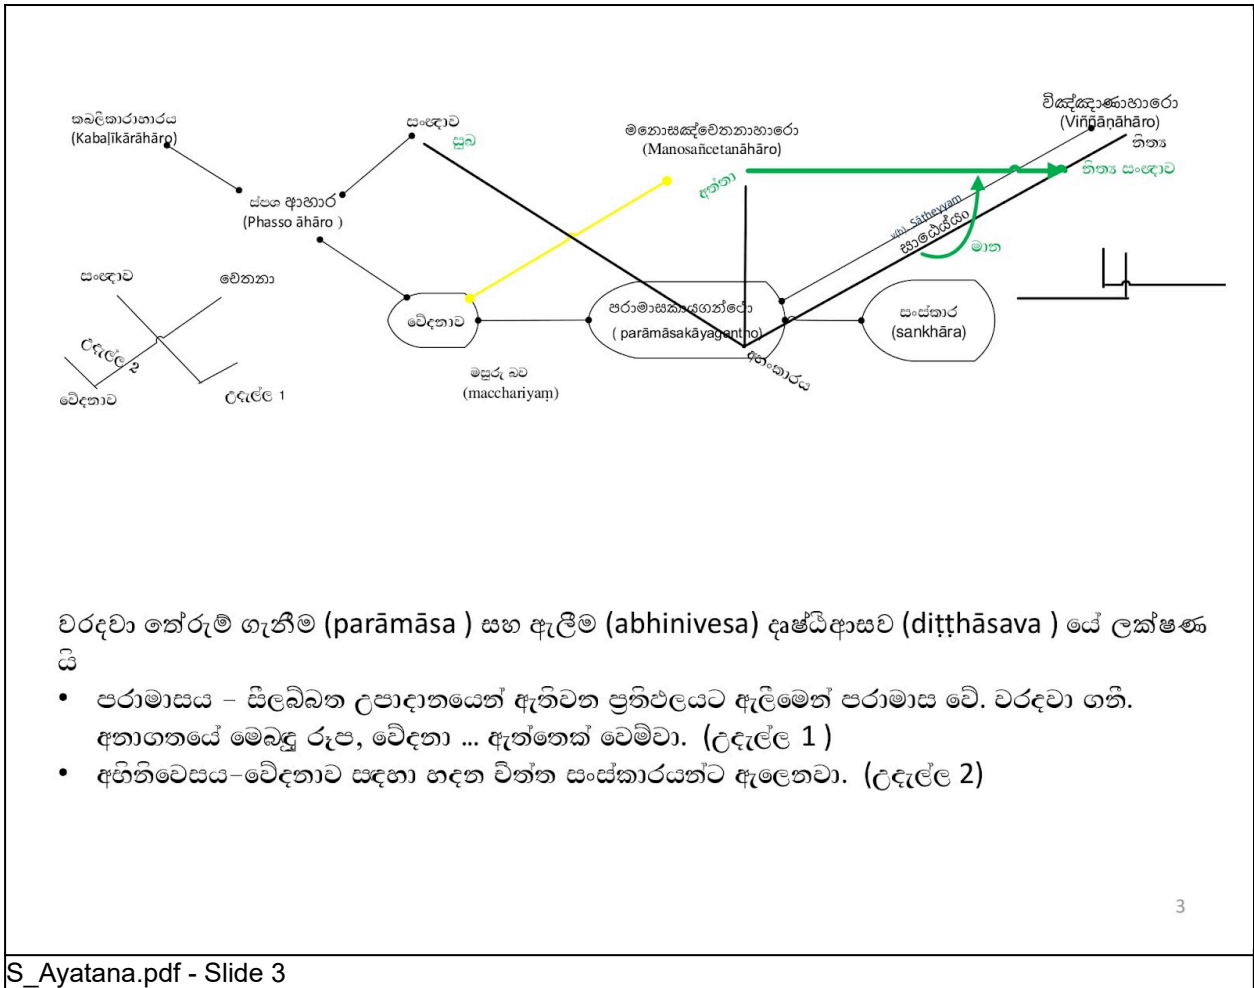 කබලිකාරාහාරය
(Kabaḷīkārāhāro)
සංඥාව
සුබ
මනොසඤ්චෙතනාහාරො
(Manosañcetanāhāro)
විඤ්ඤාණාහාරො
(Viññāṇāhāro)
නිත්‍ය
නිත්‍ය සංඥාව
අත්තා
ස්පශ ආහාර
(Phasso āhāro )
Sāṭheyyaṃ
සාඨෙය්යං
මාන
සංඥාව
චේතනා
වේදනාව
පරාමාසකායගන්ථො
( parāmāsakāyagantho)
සංස්කාර
(sankhāra)
උදැල්ල 2
අහංකාරය
මසුරු බව
(macchariyaṃ)
වේදනාව
උදැල්ල 1
වරදවා තේරුම් ගැනීම (parāmāsa ) සහ ඇලීම (abhinivesa) දෘෂ්ඨිආසව (diṭṭhāsava ) යේ ලක්ෂණ
යි
• පරාමාසය – සීලබ්බත උපාදානයෙන් ඇතිවන ප්‍රතිඵලයට ඇලීමෙන් පරාමාස වේ. වරදවා ගනී.
අනාගතයේ මෙබඳු රූප, වේදනා ... ඇත්තෙක් වෙම්වා. (උදැල්ල 1 )
• අභිනිවෙසය–වේදනාව සඳහා හදන චිත්ත සංස්කාරයන්ට ඇලෙනවා. (උදැල්ල 2)
3
S_Ayatana.pdf - Slide 3